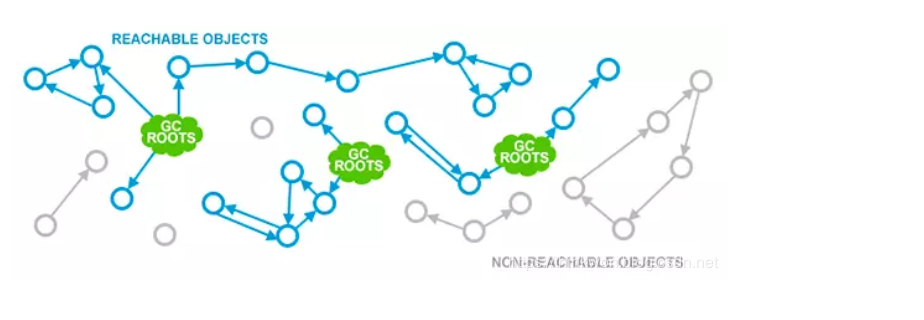 REACHABLE OBJECTS
GC
ROOTS
GC
ROOTS
GC
ROOTS
NON-REACHABLE OBJECTS